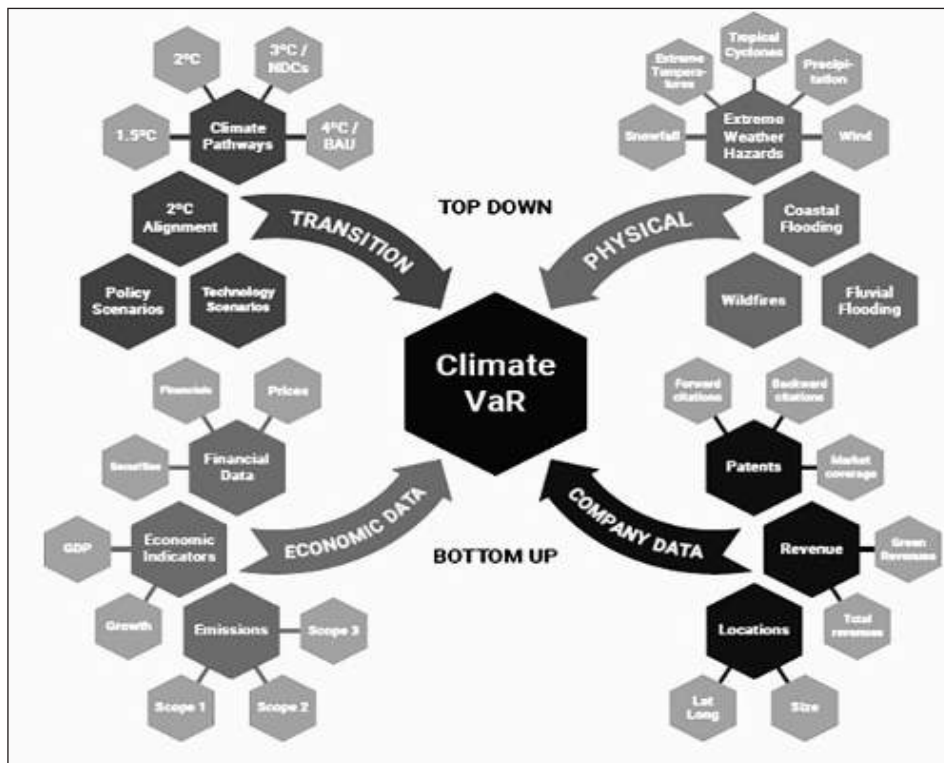 2ºC
3ºC /
NDCs
1.5ºC
Climate
Pathways
4ºC /
BAU
2ºC
Alignment
Policy
Scenarios
Technology
Scenarios
TRANSITION
TOP DOWN
Tropical
Cyclones
Extreme
Tempera-
tures
Precipi-
tation
Snowfall
Extreme
Weather
Hazards
Wind
PHYSICAL
Coastal
Flooding
Wildfires
Fluvial
Flooding
Climate
VaR
Financials
Prices
Securities
Financial
Data
GDP
Economic
Indicators
Growth
Emissions
Scope 3
Scope 1
Scope 2
ECONOMIC DATA
BOTTOM UP
Forward
citations
Backward
citations
Patents
Market
coverage
COMPANY DATA
Revenue
Green
Revenues
Total
revenues
Locations
Lat
Long
Size